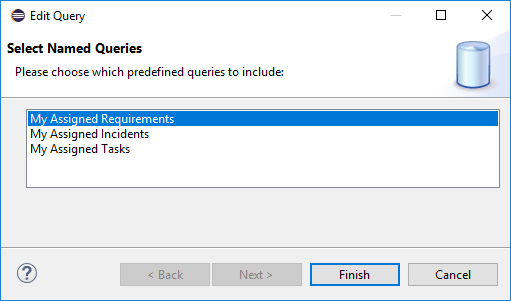 Edit Query
Select Named Queries
Please choose which predefined queries to include:
My Assigned Requirements
My Assigned Incidents
My Assigned Tasks
?
< Back
Next >
Finish
Cancel